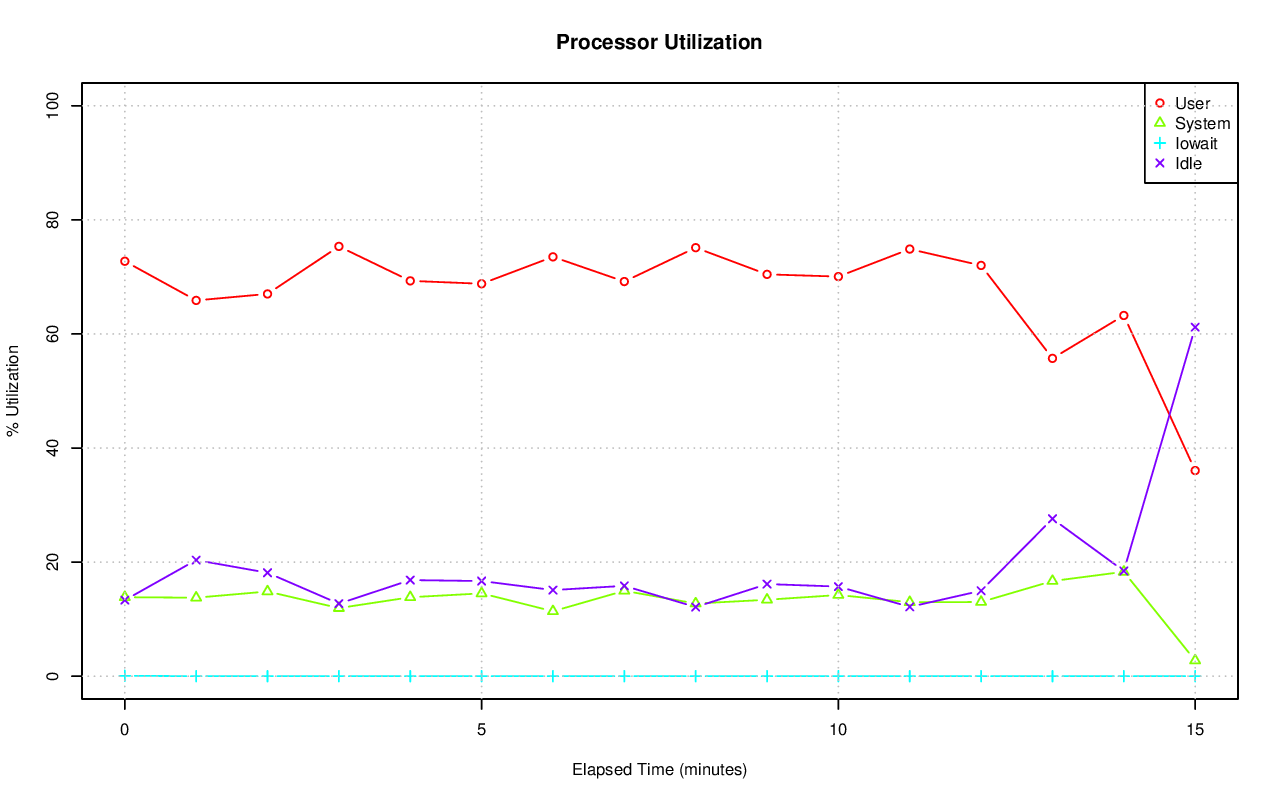 Processor Utilization
User
System
Iowait
Idle
% Utilization
100
80
60
40
20
0
0 5 10 15
Elapsed Time (minutes)